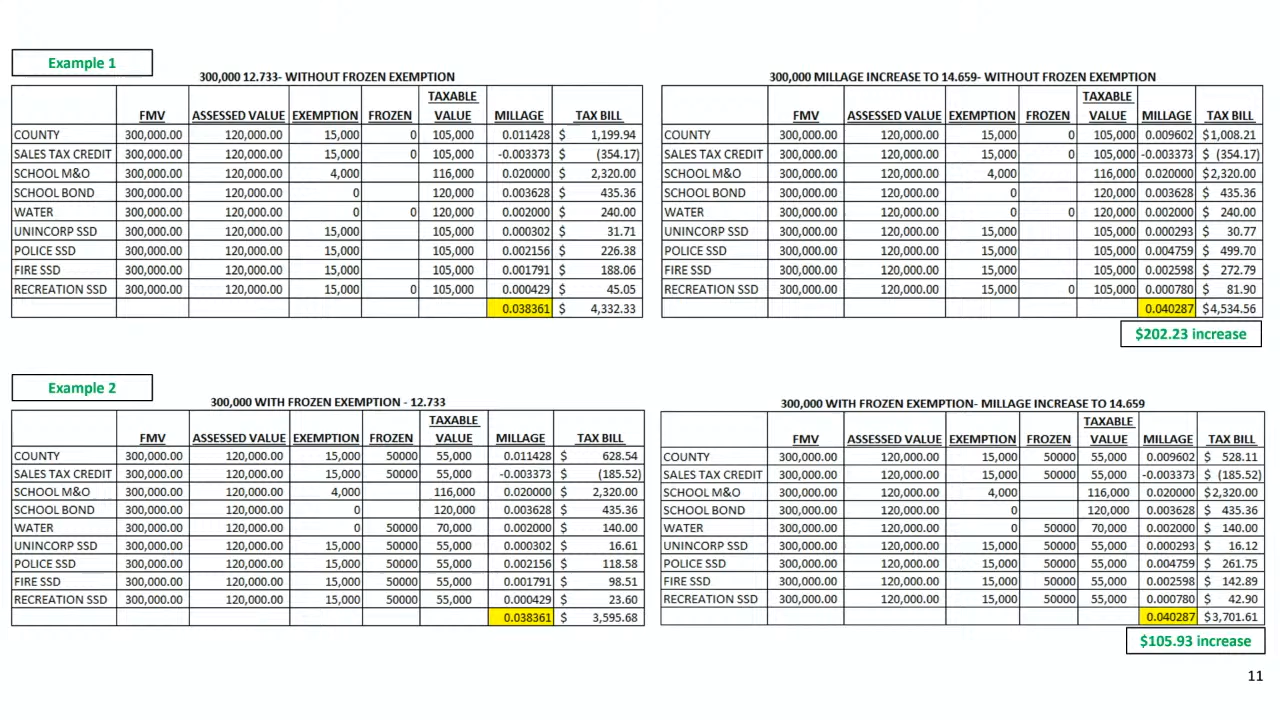 Example 1
300,000 12.733- WITHOUT FROZEN EXEMPTION
TAXABLE
FMV ASSESSED VALUE EXEMPTION FROZEN VALUE MILLAGE TAX BILL
COUNTY 300,000.00 120,000.00 15,000 0 105,000 0.011428 $ 1,199.94
SALES TAX CREDIT 300,000.00 120,000.00 15,000 0 105,000 -0.003373 $ (354.17)
SCHOOL M&O 300,000.00 120,000.00 4,000 116,000 0.020000 $ 2,320.00
SCHOOL BOND 300,000.00 120,000.00 0 120,000 0.003628 $ 435.36
WATER 300,000.00 120,000.00 0 0 120,000 0.002000 $ 240.00
UNINCORP SSD 300,000.00 120,000.00 15,000 105,000 0.000302 $ 31.71
POLICE SSD 300,000.00 120,000.00 15,000 105,000 0.002156 $ 226.38
FIRE SSD 300,000.00 120,000.00 15,000 105,000 0.001791 $ 188.06
RECREATION SSD 300,000.00 120,000.00 15,000 0 105,000 0.000429 $ 45.05
0.038361 $ 4,332.33
300,000 MILLAGE INCREASE TO 14.659- WITHOUT FROZEN EXEMPTION
TAXABLE
FMV ASSESSED VALUE EXEMPTION FROZEN VALUE MILLAGE TAX BILL
COUNTY 300,000.00 120,000.00 15,000 0 105,000 0.009602 $1,008.21
SALES TAX CREDIT 300,000.00 120,000.00 15,000 0 105,000 -0.003373 $ (354.17)
SCHOOL M&O 300,000.00 120,000.00 4,000 116,000 0.020000 $2,320.00
SCHOOL BOND 300,000.00 120,000.00 0 120,000 0.003628 $ 435.36
WATER 300,000.00 120,000.00 0 0 120,000 0.002000 $ 240.00
UNINCORP SSD 300,000.00 120,000.00 15,000 105,000 0.000293 $ 30.77
POLICE SSD 300,000.00 120,000.00 15,000 105,000 0.004759 $ 499.70
FIRE SSD 300,000.00 120,000.00 15,000 105,000 0.002598 $ 272.79
RECREATION SSD 300,000.00 120,000.00 15,000 0 105,000 0.000780 $ 81.90
0.040287 $4,534.56
$202.23 increase
Example 2
300,000 WITH FROZEN EXEMPTION - 12.733
TAXABLE
FMV ASSESSED VALUE EXEMPTION FROZEN VALUE MILLAGE TAX BILL
COUNTY 300,000.00 120,000.00 15,000 50000 55,000 0.011428 $ 628.54
SALES TAX CREDIT 300,000.00 120,000.00 15,000 50000 55,000 -0.003373 $ (185.52)
SCHOOL M&O 300,000.00 120,000.00 4,000 116,000 0.020000 $ 2,320.00
SCHOOL BOND 300,000.00 120,000.00 0 120,000 0.003628 $ 435.36
WATER 300,000.00 120,000.00 0 50000 70,000 0.002000 $ 140.00
UNINCORP SSD 300,000.00 120,000.00 15,000 50000 55,000 0.000302 $ 16.61
POLICE SSD 300,000.00 120,000.00 15,000 50000 55,000 0.002156 $ 118.58
FIRE SSD 300,000.00 120,000.00 15,000 50000 55,000 0.001791 $ 98.51
RECREATION SSD 300,000.00 120,000.00 15,000 50000 55,000 0.000429 $ 23.60
0.038361 $ 3,595.68
300,000 WITH FROZEN EXEMPTION- MILLAGE INCREASE TO 14.659
TAXABLE
FMV ASSESSED VALUE EXEMPTION FROZEN VALUE MILLAGE TAX BILL
COUNTY 300,000.00 120,000.00 15,000 50000 55,000 0.009602 $ 528.11
SALES TAX CREDIT 300,000.00 120,000.00 15,000 50000 55,000 -0.003373 $ (185.52)
SCHOOL M&O 300,000.00 120,000.00 4,000 116,000 0.020000 $2,320.00
SCHOOL BOND 300,000.00 120,000.00 0 120,000 0.003628 $ 435.36
WATER 300,000.00 120,000.00 0 50000 70,000 0.002000 $ 140.00
UNINCORP SSD 300,000.00 120,000.00 15,000 50000 55,000 0.000293 $ 16.12
POLICE SSD 300,000.00 120,000.00 15,000 50000 55,000 0.004759 $ 261.75
FIRE SSD 300,000.00 120,000.00 15,000 50000 55,000 0.002598 $ 142.89
RECREATION SSD 300,000.00 120,000.00 15,000 50000 55,000 0.000780 $ 42.90
0.040287 $3,701.61
$105.93 increase
11